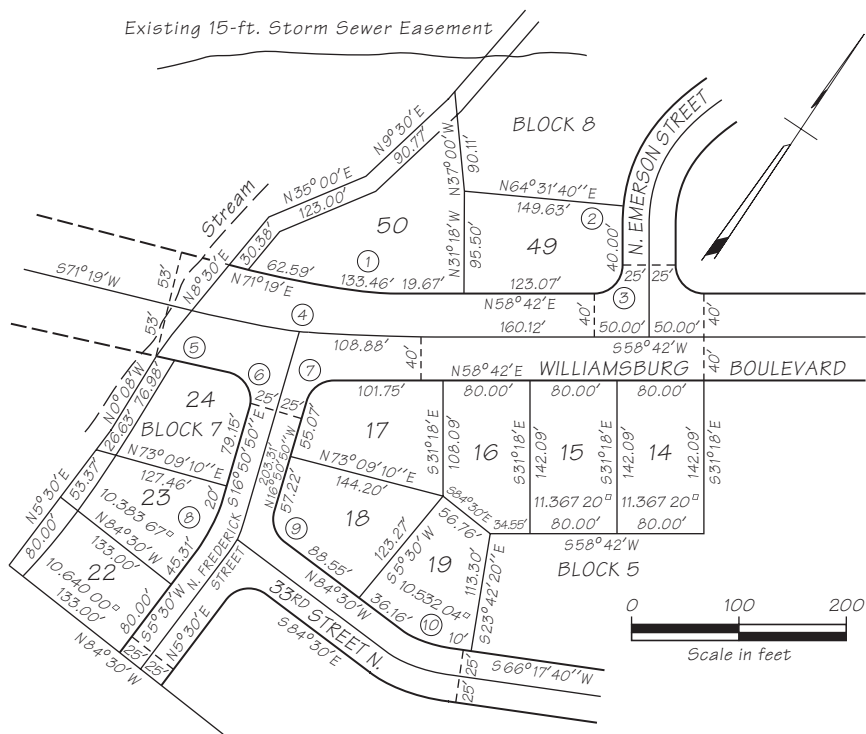 Existing 15-ft. Storm Sewer Easement
BLOCK 8
N. EMERSON STREET
N9°30'E
90.77'
N37°00'W
90.11'
N35°00'E
123.00'
N64°31'40"E
149.63'
②
Stream
30.38'
50
N31°18'W
95.50'
49
40.00'
S71°19'W
53'
N8°30'E
62.59'
①
133.46'
19.67'
123.07'
25'
25'
N71°19'E
N58°42'E
③
53'
④
160.12'
40'
50.00'
50.00'
40'
⑤
108.88'
S58°42'W
40'
⑥
⑦
40'
N58°42'E
WILLIAMSBURG
BOULEVARD
N0°08'W
76.98'
26.63'
24
BLOCK 7
79.15'
S16°50'50"E
25'
25'
203.31'
N16°50'50"W
55.07'
101.75'
80.00'
80.00'
80.00'
17
S31°18'E
108.09'
16
S31°18'E
142.09'
15
S31°18'E
142.09'
14
142.09'
S31°18'E
N73°09'10"E
127.46'
N73°09'10"E
144.20'
S84°30'E
56.76'
34.55'
11.367 20▫
80.00'
11.367 20▫
80.00'
S58°42'W
BLOCK 5
N5°30'E
53.37'
23
10.383 67▫
20'
⑧
57.22'
18
⑨
123.27'
S5°30'W
19
10.532 04▫
113.30'
S23°42'20"E
80.00'
N84°30'W
133.00'
45.31'
N. FREDERICK
STREET
88.55'
N84°30'W
36.16'
⑩
10'
22
10.640 00▫
133.00'
80.00'
S5°30'W
N5°30'E
33RD STREET N.
S84°30'E
N84°30'W
25'
25'
25'
25'
S66°17'40"W
0 100 200
Scale in feet